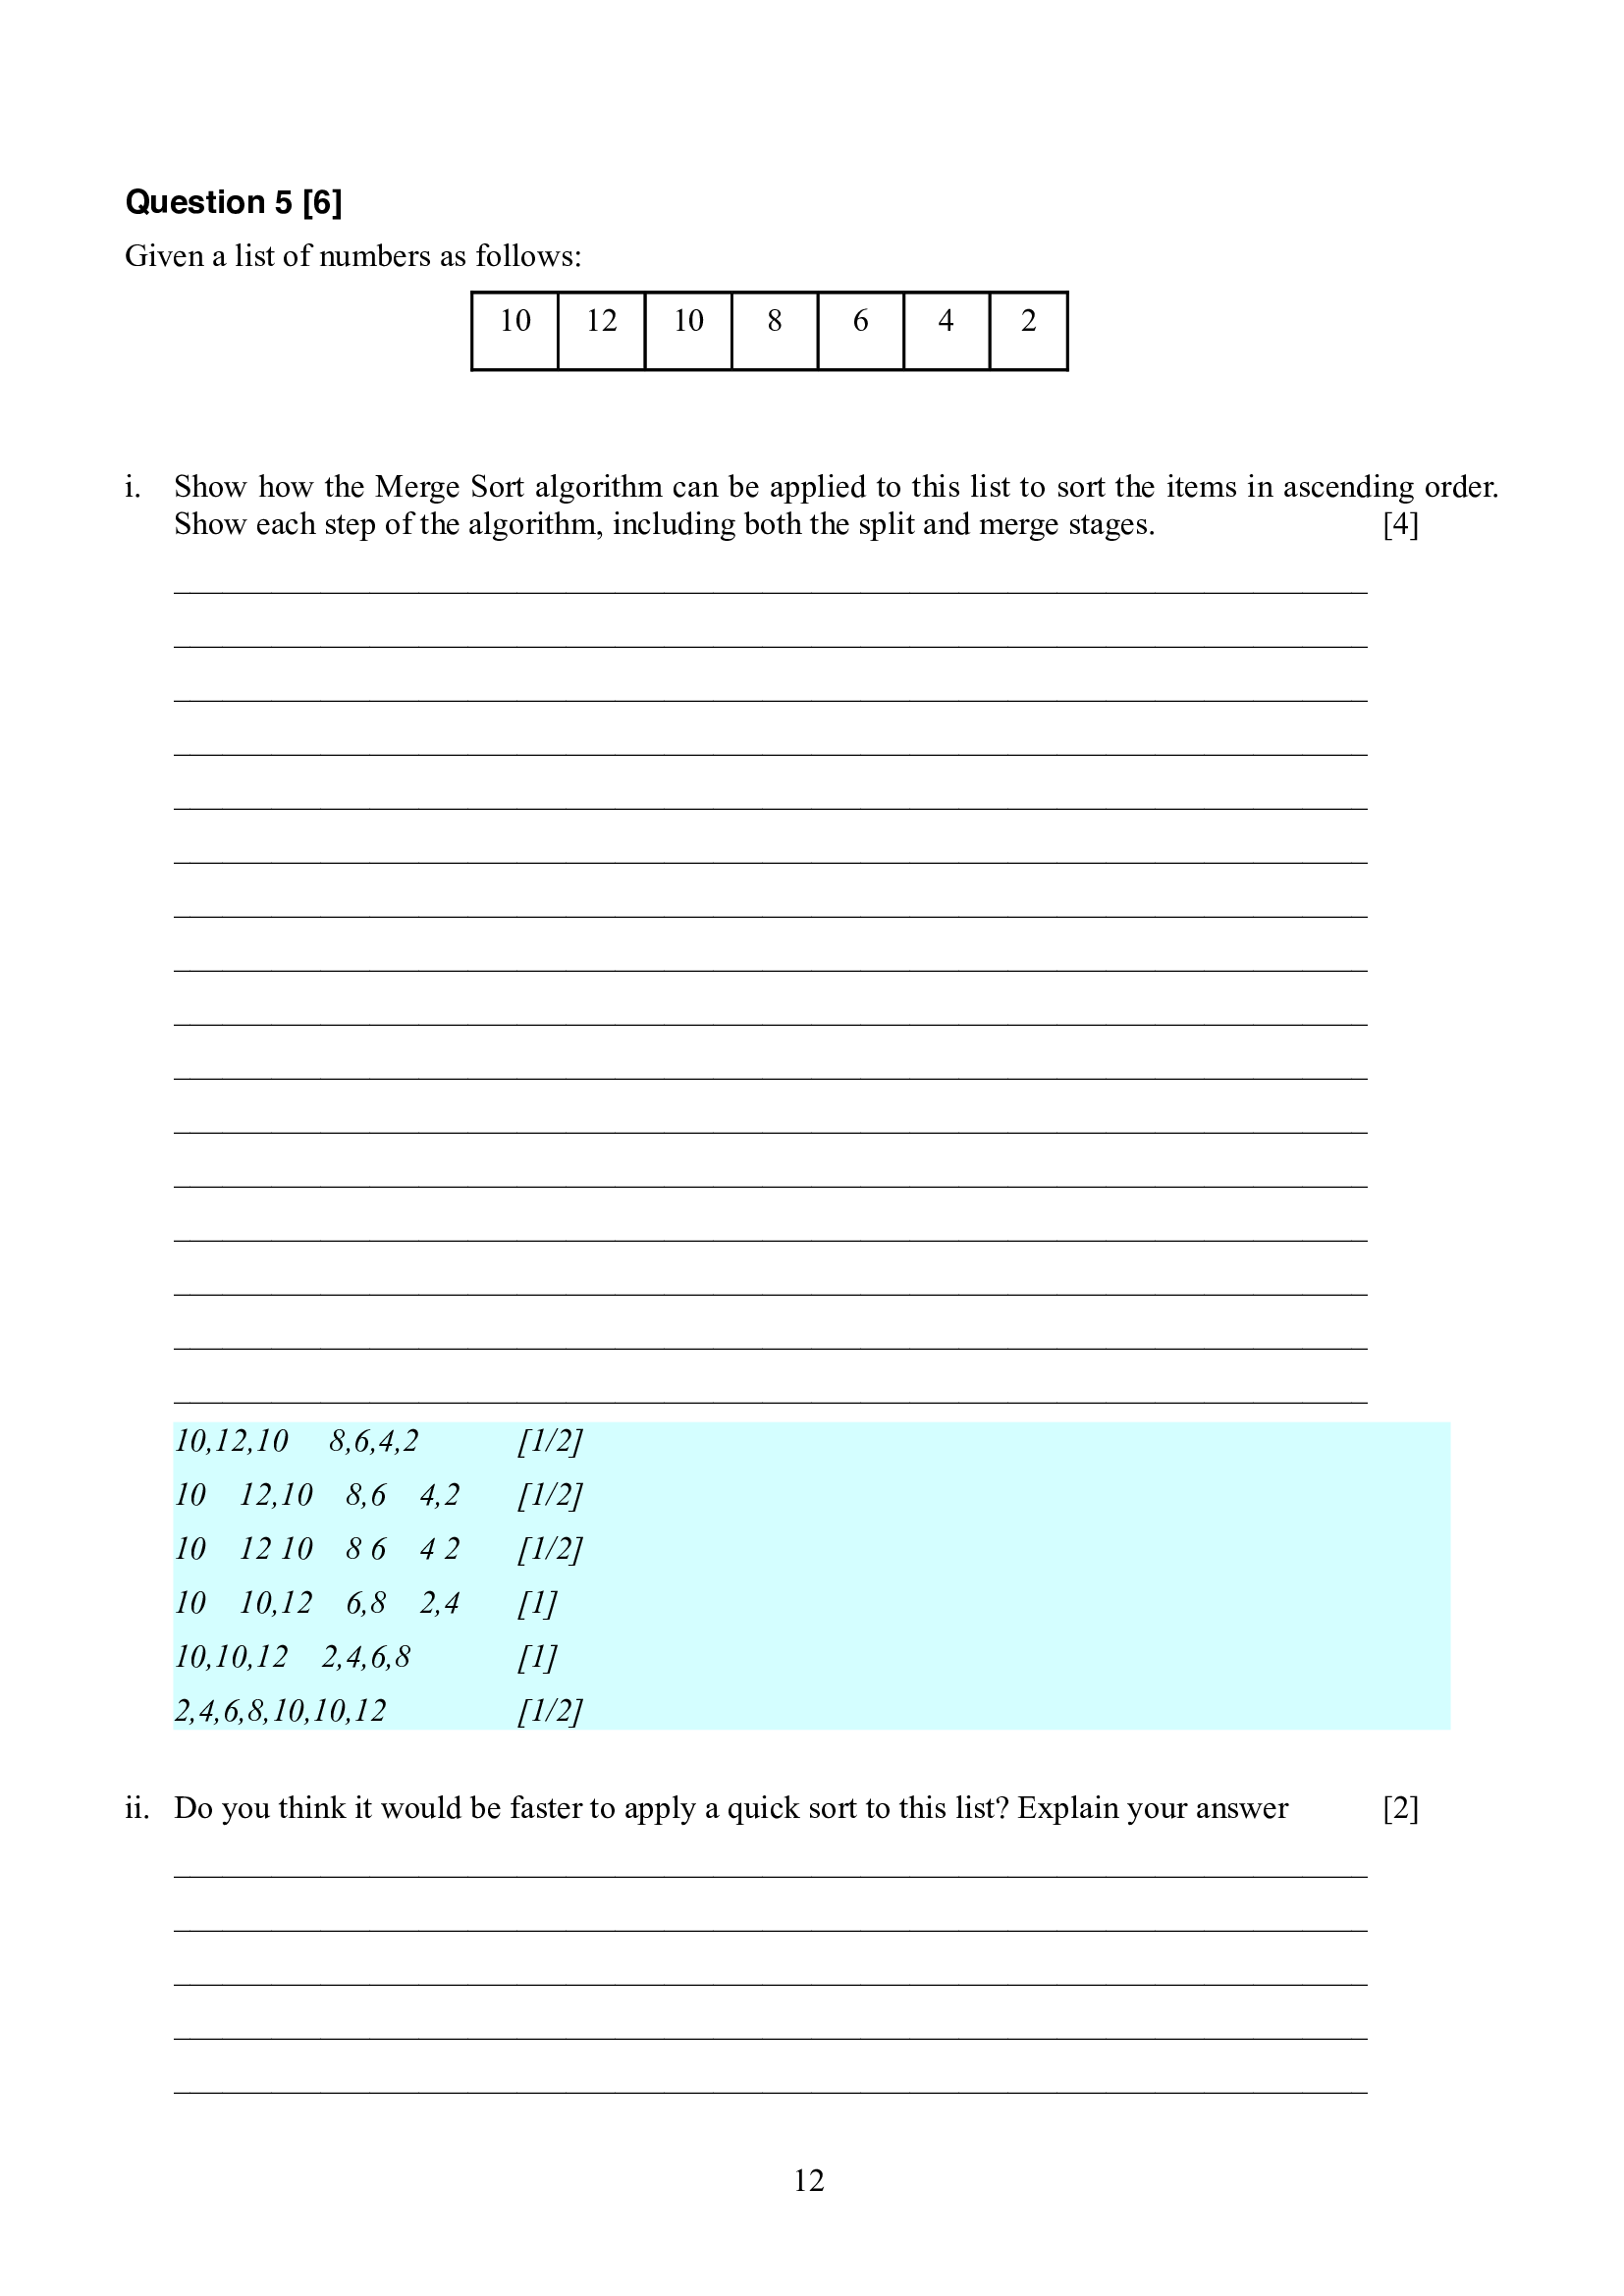 Question 5 [6]
Given a list of numbers as follows:
10 12 10 8 6 4 2
i. Show how the Merge Sort algorithm can be applied to this list to sort the items in ascending order.
Show each step of the algorithm, including both the split and merge stages. [4]
10,12,10 8,6,4,2 [1/2]
10 12,10 8,6 4,2 [1/2]
10 12 10 8 6 4 2 [1/2]
10 10,12 6,8 2,4 [1]
10,10,12 2,4,6,8 [1]
2,4,6,8,10,10,12 [1/2]
ii. Do you think it would be faster to apply a quick sort to this list? Explain your answer [2]
12